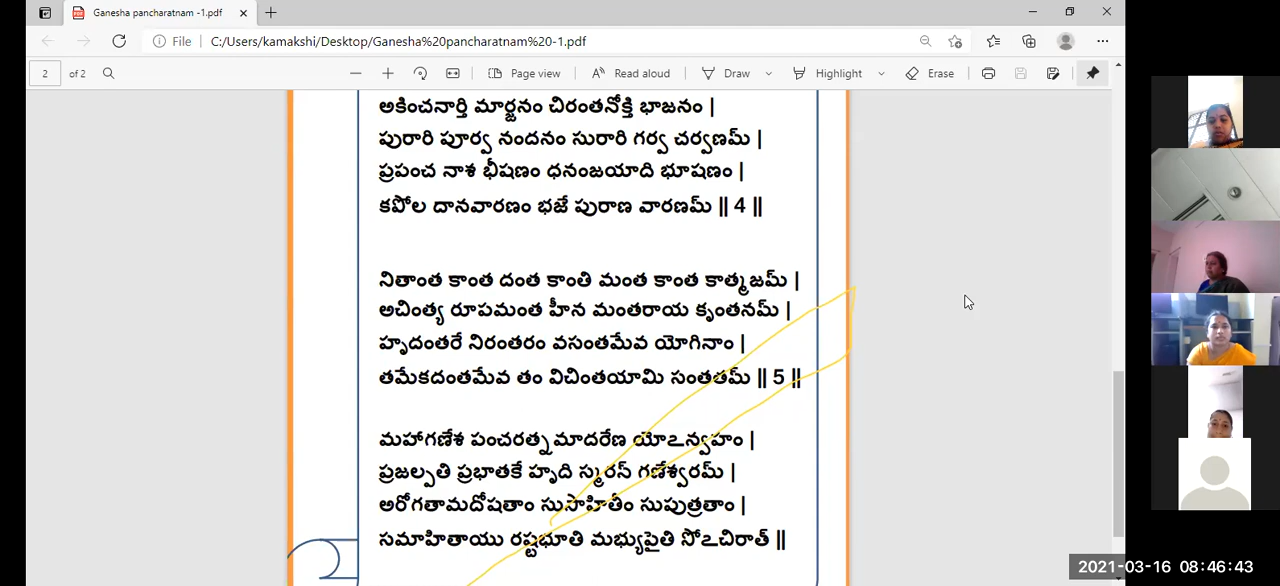 Ganesha pancharatnam -1.pdf
File | C:/Users/kamakshi/Desktop/Ganesha%20pancharatnam%20-1.pdf
2 of 2 Page view Read aloud Draw Highlight Erase
అకించనార్తి మార్జనం చిరంతనోక్తి భాజనం |
పురారి పూర్వ నందనం సురారి గర్వ చర్వణమ్ |
ప్రపంచ నాశ భీషణం ధనంజయాది భూషణం |
కపోల దానవారణం భజే పురాణ వారణమ్ || 4 ||
నితాంత కాంత దంత కాంతి మంత కాంత కాత్మజమ్ |
అచింత్య రూపమంత హీన మంతరాయ కృంతనమ్ |
హృదంతరే నిరంతరం వసంతమేవ యోగినాం |
తమేకదంతమేవ తం విచింతయామి సంతతమ్ || 5 ||
మహాగణేశ పంచరత్నమాదరేణ యోఽన్వహం |
ప్రజల్పతి ప్రభాతకే హృది స్మరన్ గణేశ్వరమ్ |
అరోగతామదోషతాం సుసాహితీం సుపుత్రతాం |
సమాహితాయు రష్టభూతి మభ్యుపైతి సోఽచిరాత్ ||
2021-03-16 08:46:43